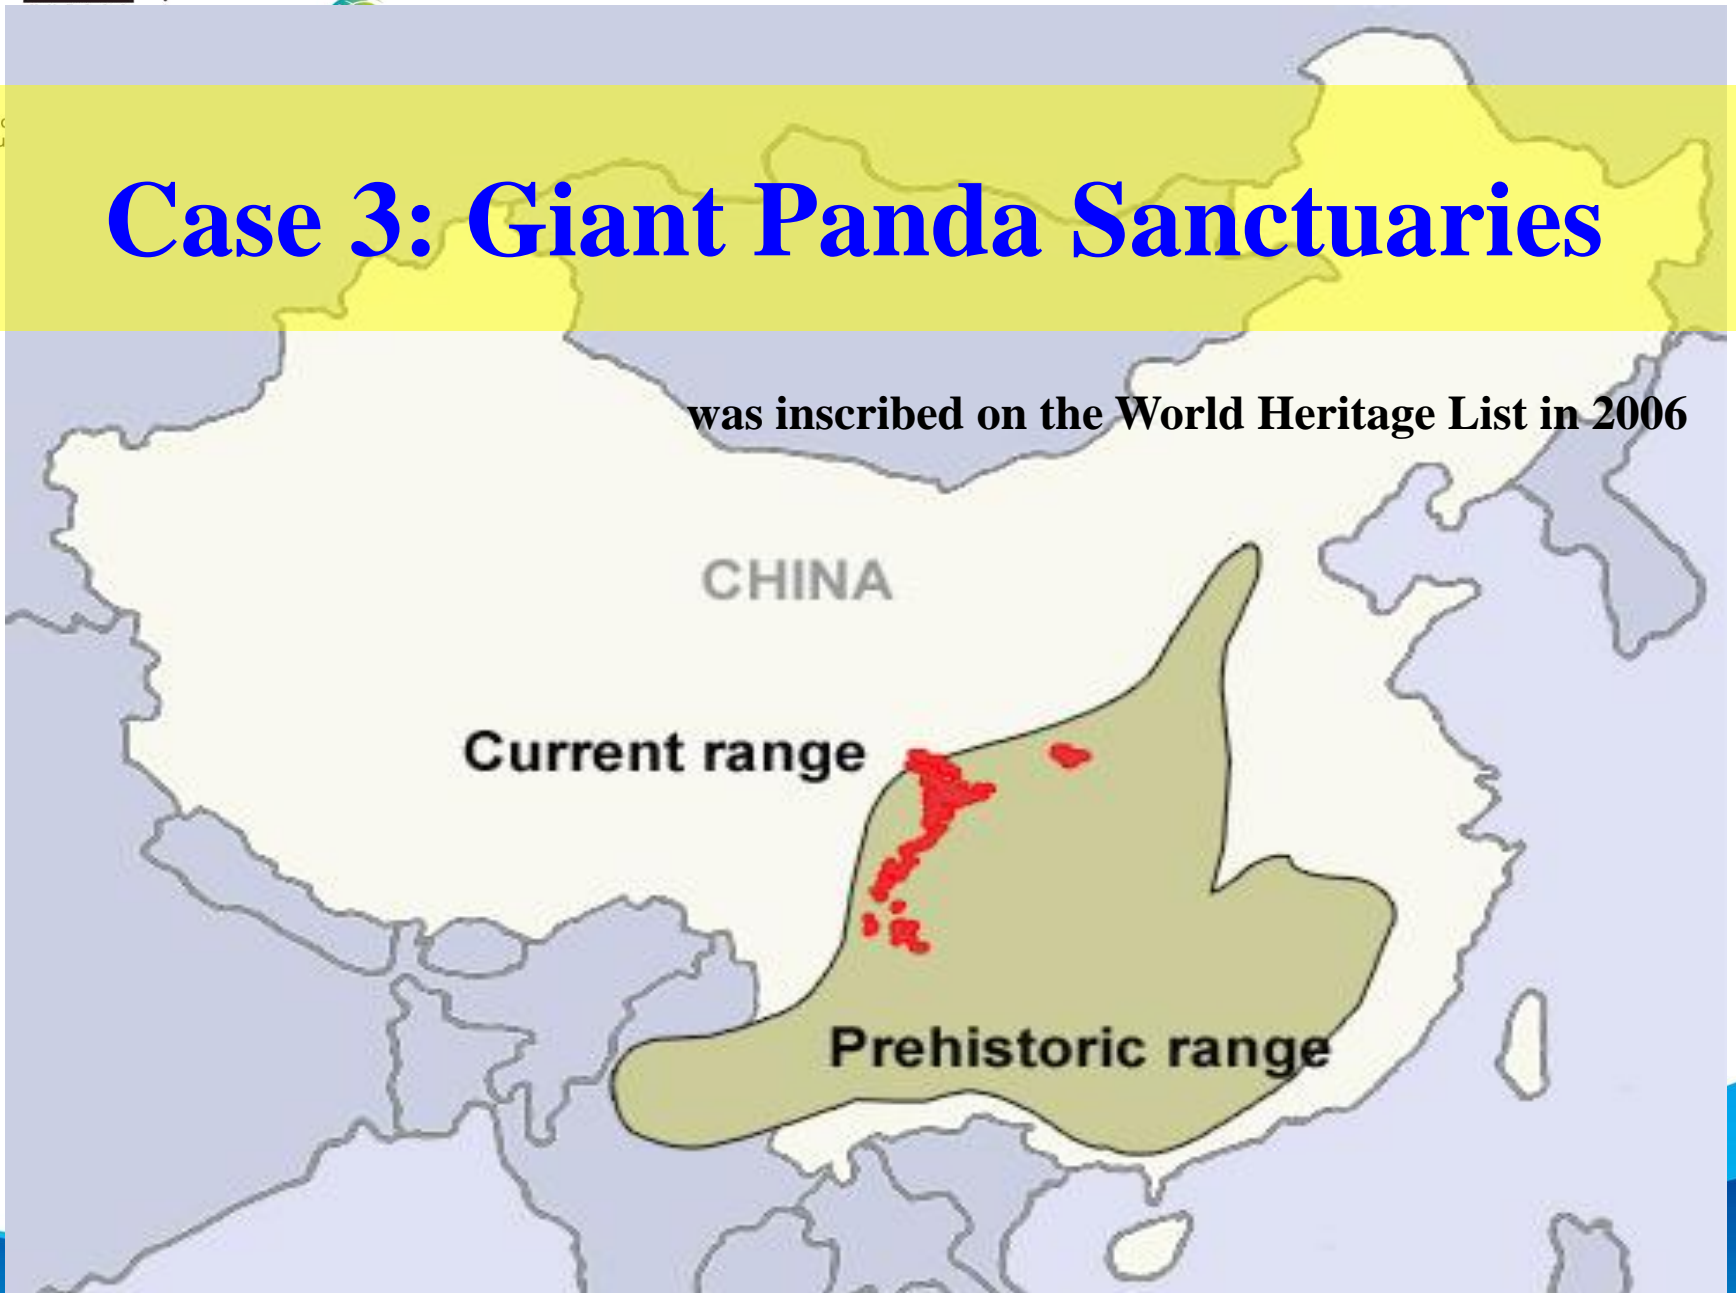 Case 3: Giant Panda Sanctuaries
was inscribed on the World Heritage List in 2006
CHINA
Current range
Prehistoric range